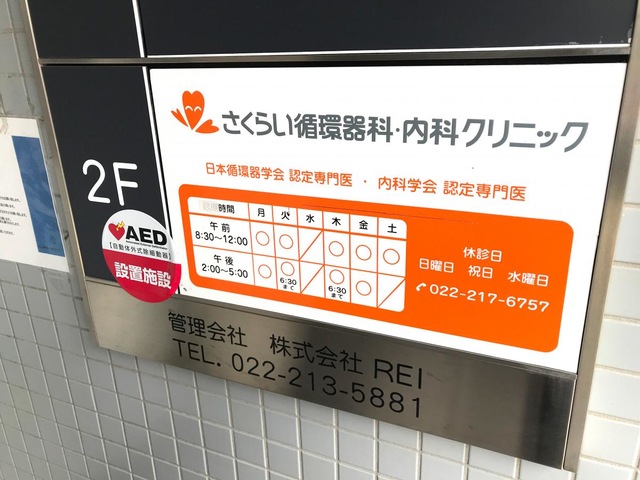 さくらい循環器科・内科クリニック
日本循環器学会 認定専門医 ・ 内科学会 認定専門医
2F
AED
【自動体外式除細動器】
設置施設
時間 月 火 水 木 金 土
午前 8:30〜12:00 ○ ○ ／ ○ ○ ○
午後 2:00〜5:00 ○ ○ 6:30まで ／ ○ 6:30まで ○ ／
休診日
日曜日 祝日 水曜日
022-217-6757
管理会社 株式会社 REI
TEL. 022-213-5881